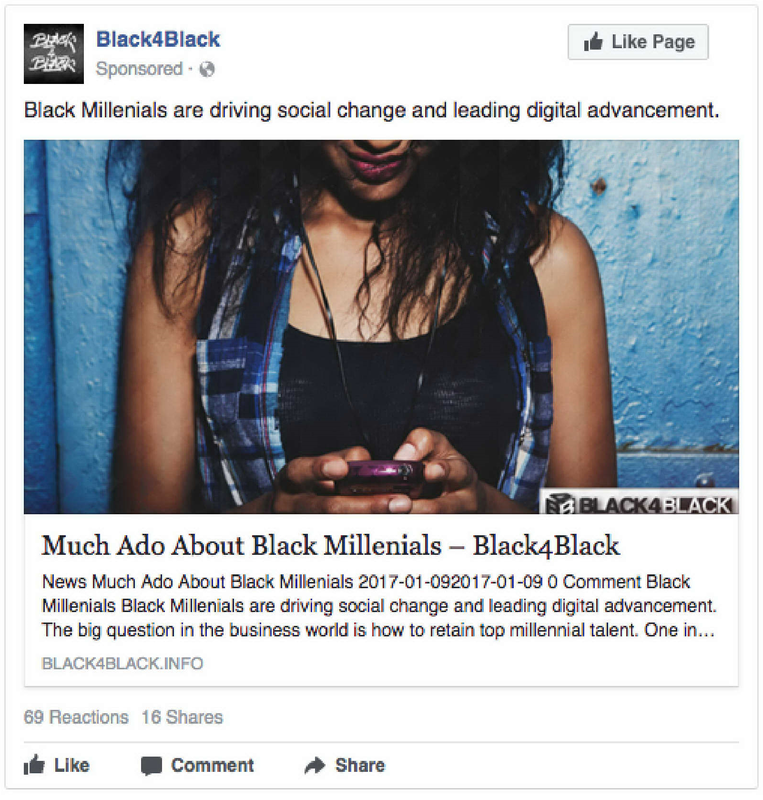 BLACK
4
BLACK
Black4Black
Sponsored ·
Like Page
Black Millenials are driving social change and leading digital advancement.
BLACK4BLACK
Much Ado About Black Millenials – Black4Black
News Much Ado About Black Millenials 2017-01-092017-01-09 0 Comment Black
Millenials Black Millenials are driving social change and leading digital advancement.
The big question in the business world is how to retain top millennial talent. One in...
BLACK4BLACK.INFO
69 Reactions 16 Shares
Like Comment Share